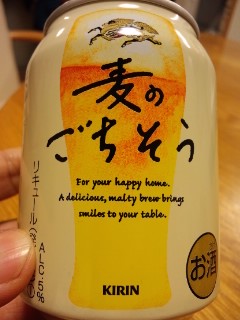 麦の
ごちそう
For your happy home.
A delicious, malty brew brings
smiles to your table.
KIRIN
お酒
リキュール
ALC.5%